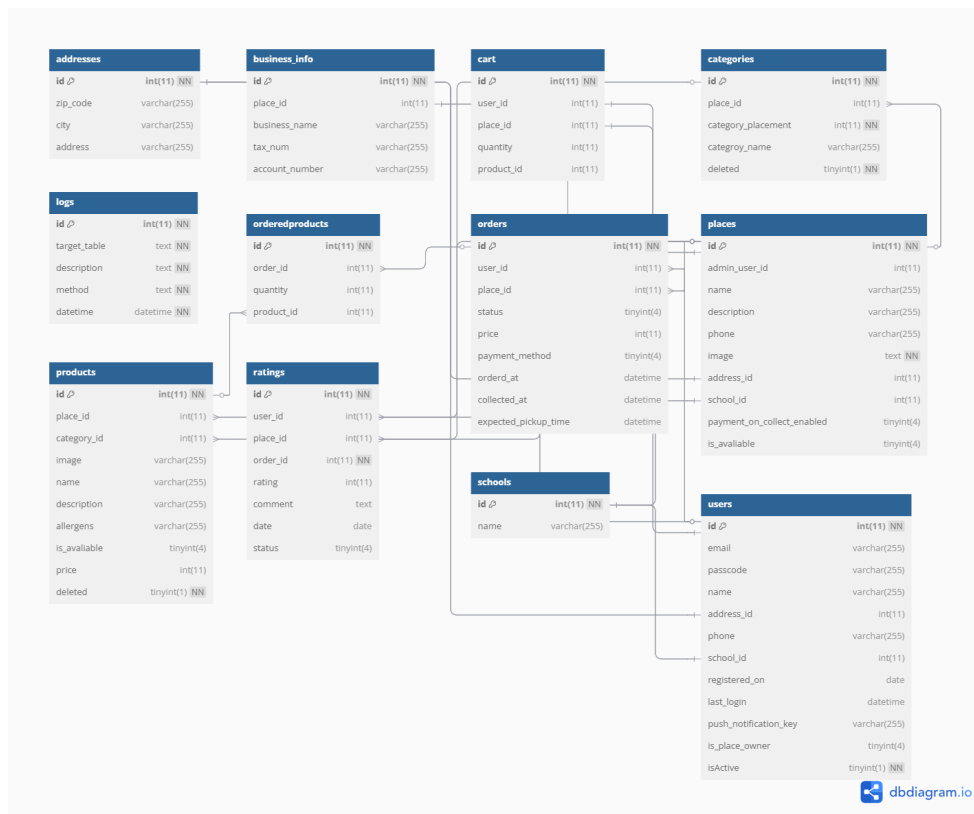 addresses
id int(11) NN
zip_code varchar(255)
city varchar(255)
address varchar(255)
business_info
id int(11) NN
place_id int(11)
business_name varchar(255)
tax_num varchar(255)
account_number varchar(255)
cart
id int(11) NN
user_id int(11)
place_id int(11)
quantity int(11)
product_id int(11)
categories
id int(11) NN
place_id int(11)
category_placement int(11) NN
categroy_name varchar(255)
deleted tinyint(1) NN
logs
id int(11) NN
target_table text NN
description text NN
method text NN
datetime datetime NN
orderedproducts
id int(11) NN
order_id int(11)
quantity int(11)
product_id int(11)
orders
id int(11) NN
user_id int(11)
place_id int(11)
status tinyint(4)
price int(11)
payment_method tinyint(4)
orderd_at datetime
collected_at datetime
expected_pickup_time datetime
places
id int(11) NN
admin_user_id int(11)
name varchar(255)
description varchar(255)
phone varchar(255)
image text NN
address_id int(11)
school_id int(11)
payment_on_collect_enabled tinyint(4)
is_avaliable tinyint(4)
products
id int(11) NN
place_id int(11)
category_id int(11)
image varchar(255)
name varchar(255)
description varchar(255)
allergens varchar(255)
is_avaliable tinyint(4)
price int(11)
deleted tinyint(1) NN
ratings
id int(11) NN
user_id int(11)
place_id int(11)
order_id int(11) NN
rating int(11)
comment text
date date
status tinyint(4)
schools
id int(11) NN
name varchar(255)
users
id int(11) NN
email varchar(255)
passcode varchar(255)
name varchar(255)
address_id int(11)
phone varchar(255)
school_id int(11)
registered_on date
last_login datetime
push_notification_key varchar(255)
is_place_owner tinyint(4)
isActive tinyint(1) NN
dbdiagram.io